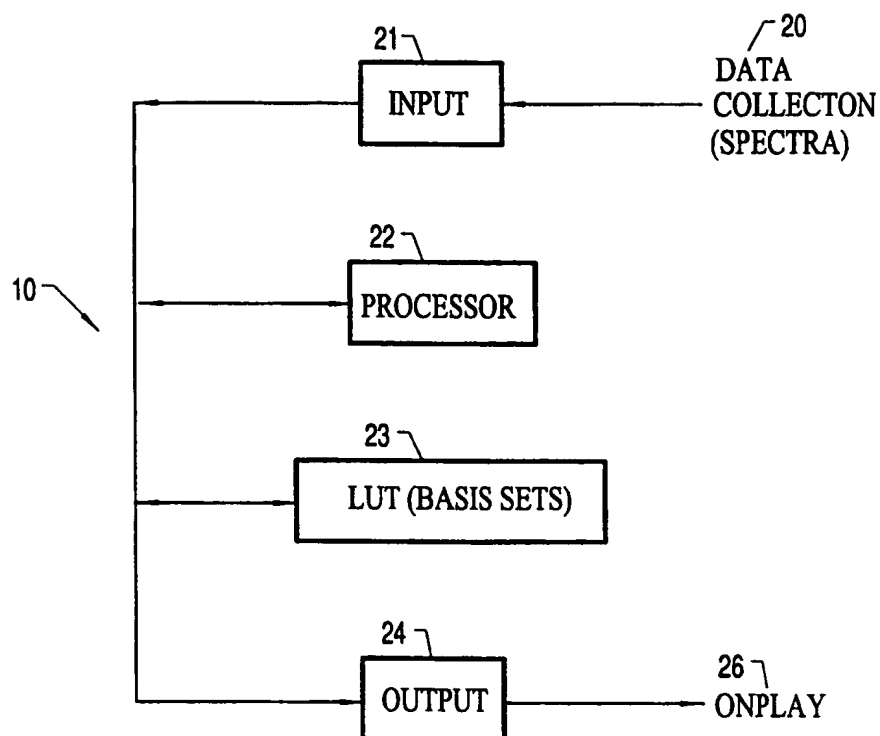 20
21
DATA
COLLECTON
(SPECTRA)
INPUT
22
10
PROCESSOR
23
LUT (BASIS SETS)
24
26
OUTPUT
ONPLAY